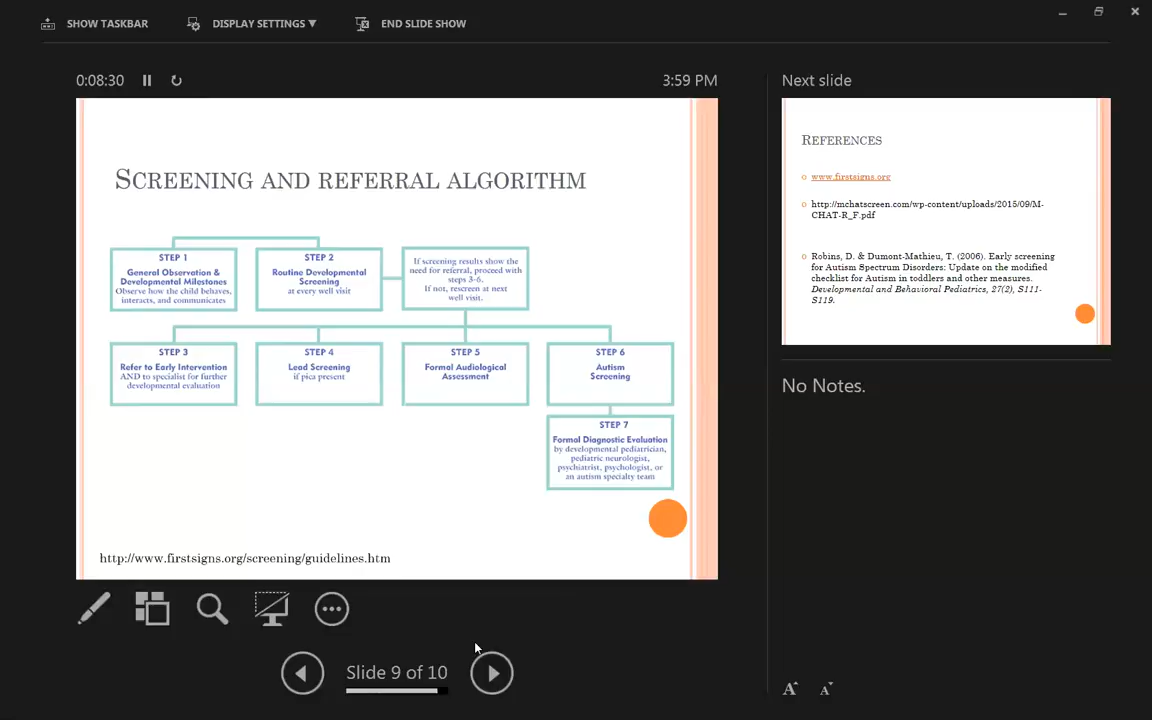 SHOW TASKBAR
DISPLAY SETTINGS ▼
END SLIDE SHOW
0:08:30
3:59 PM
SCREENING AND REFERRAL ALGORITHM
STEP 1
General Observation &
Developmental Milestones
Observe how the child behaves,
interacts, and communicates
STEP 2
Routine Developmental
Screening
at every well visit
If screening results show the
need for referral, proceed with
steps 3-6.
If not, rescreen at next
well visit.
STEP 3
Refer to Early Intervention
AND to specialist for further
developmental evaluation
STEP 4
Lead Screening
if pica present
STEP 5
Formal Audiological
Assessment
STEP 6
Autism
Screening
STEP 7
Formal Diagnostic Evaluation
by developmental pediatrician,
pediatric neurologist,
psychiatrist, psychologist, or
an autism specialty team
http://www.firstsigns.org/screening/guidelines.htm
Slide 9 of 10
Next slide
REFERENCES
www.firstsigns.org
http://mchatscreen.com/wp-content/uploads/2015/09/M-
CHAT-R_F.pdf
Robins, D. & Dumont-Mathieu, T. (2006). Early screening
for Autism Spectrum Disorders: Update on the modified
checklist for Autism in toddlers and other measures.
Developmental and Behavioral Pediatrics, 27(2), S111-
S119.
No Notes.
A A